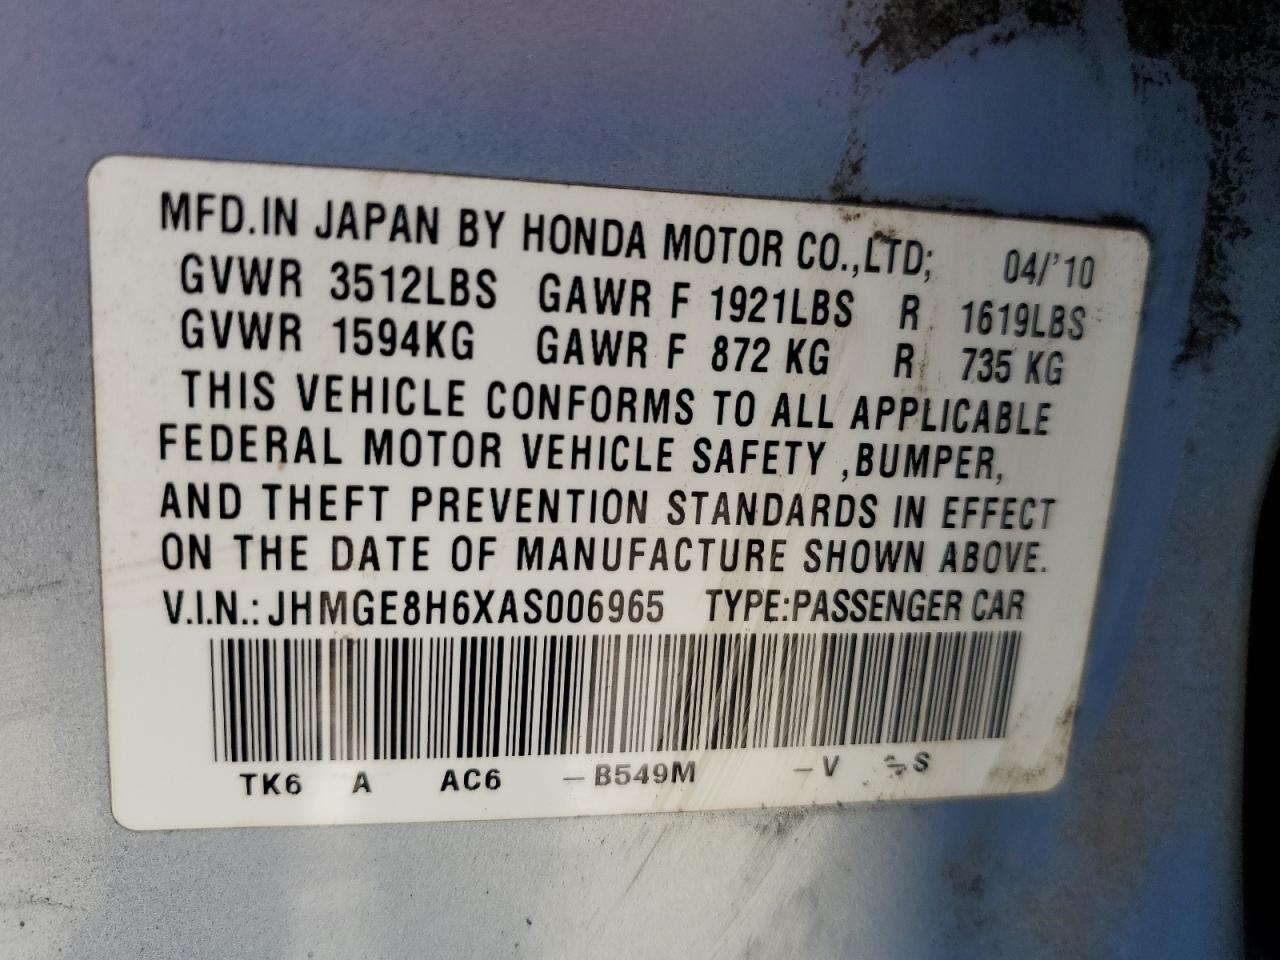 MFD.IN JAPAN BY HONDA MOTOR CO.,LTD; 04/'10
GVWR 3512LBS GAWR F 1921LBS R 1619LBS
GVWR 1594KG GAWR F 872 KG R 735 KG
THIS VEHICLE CONFORMS TO ALL APPLICABLE
FEDERAL MOTOR VEHICLE SAFETY ,BUMPER,
AND THEFT PREVENTION STANDARDS IN EFFECT
ON THE DATE OF MANUFACTURE SHOWN ABOVE.
V.I.N.: JHMGE8H6XAS006965 TYPE:PASSENGER CAR
TK6 A AC6 –B549M –V –S